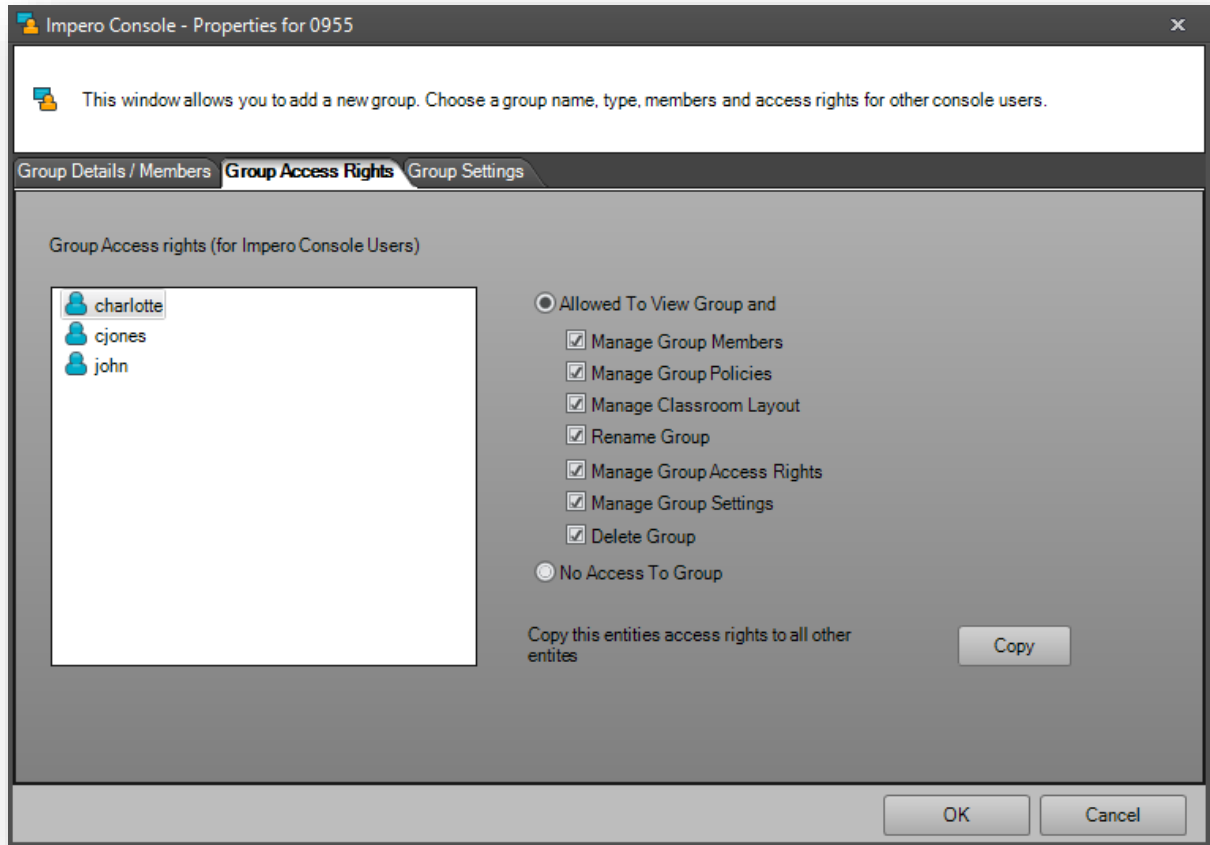 Impero Console - Properties for 0955
This window allows you to add a new group. Choose a group name, type, members and access rights for other console users.
Group Details / Members Group Access Rights Group Settings
Group Access rights (for Impero Console Users)
charlotte
cjones
john
Allowed To View Group and
Manage Group Members
Manage Group Policies
Manage Classroom Layout
Rename Group
Manage Group Access Rights
Manage Group Settings
Delete Group
No Access To Group
Copy this entities access rights to all other
entites
Copy
OK Cancel